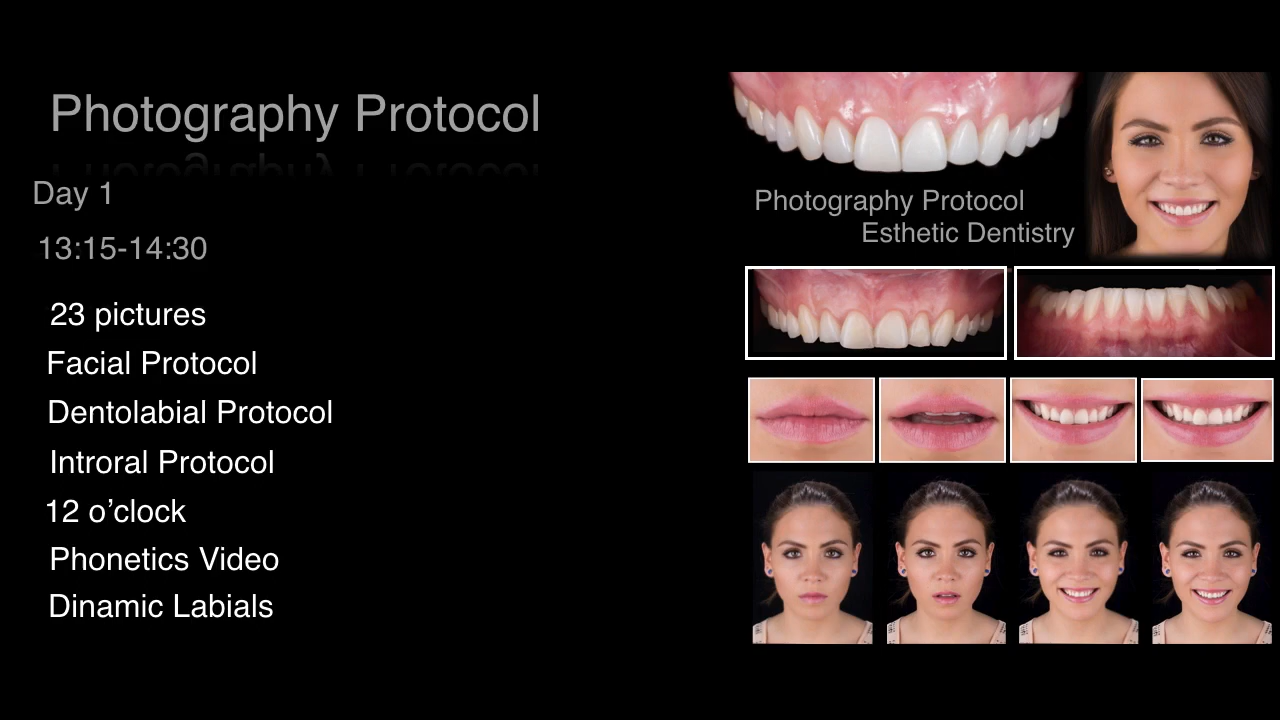 Photography Protocol
Day 1
13:15-14:30
23 pictures
Facial Protocol
Dentolabial Protocol
Introral Protocol
12 o’clock
Phonetics Video
Dinamic Labials
Photography Protocol
Esthetic Dentistry